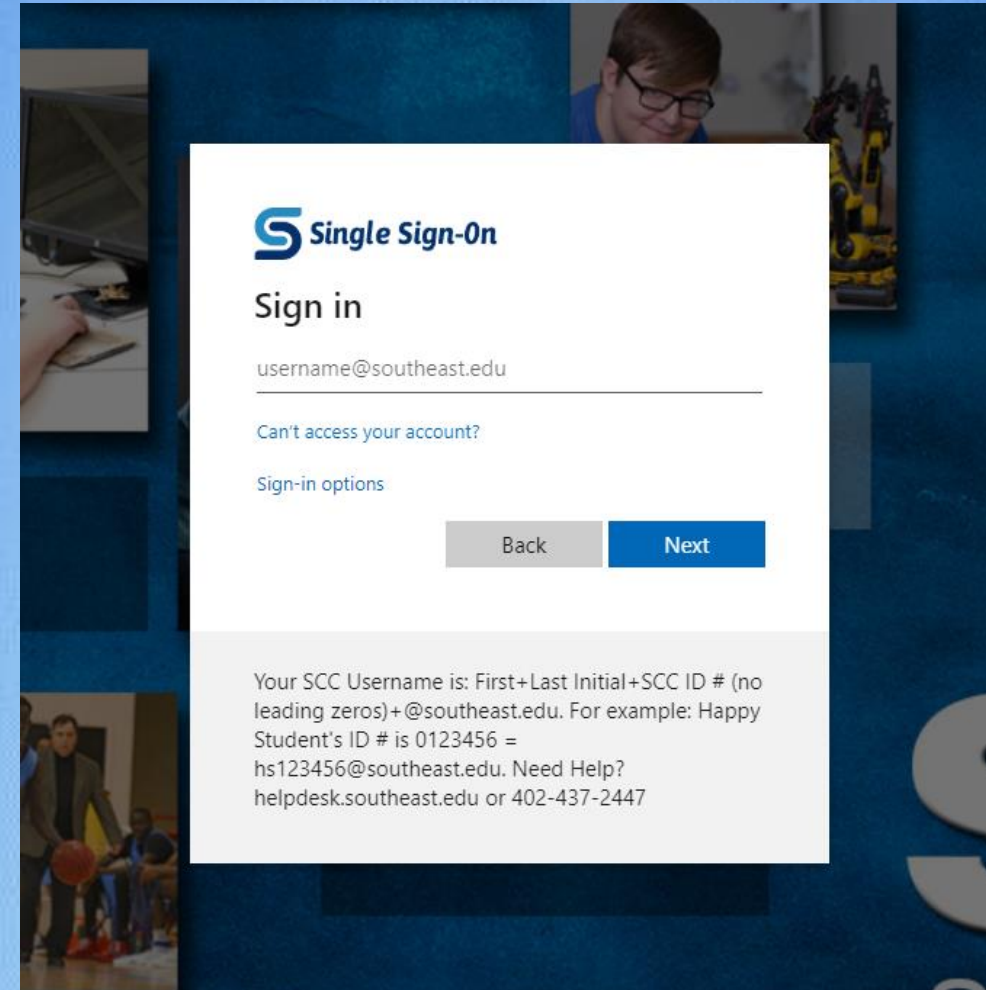 Single Sign-On
Sign in
username@southeast.edu
Can't access your account?
Sign-in options
Back
Next
Your SCC Username is: First+Last Initial+SCC ID # (no
leading zeros)+@southeast.edu. For example: Happy
Student's ID # is 0123456 =
hs123456@southeast.edu. Need Help?
helpdesk.southeast.edu or 402-437-2447